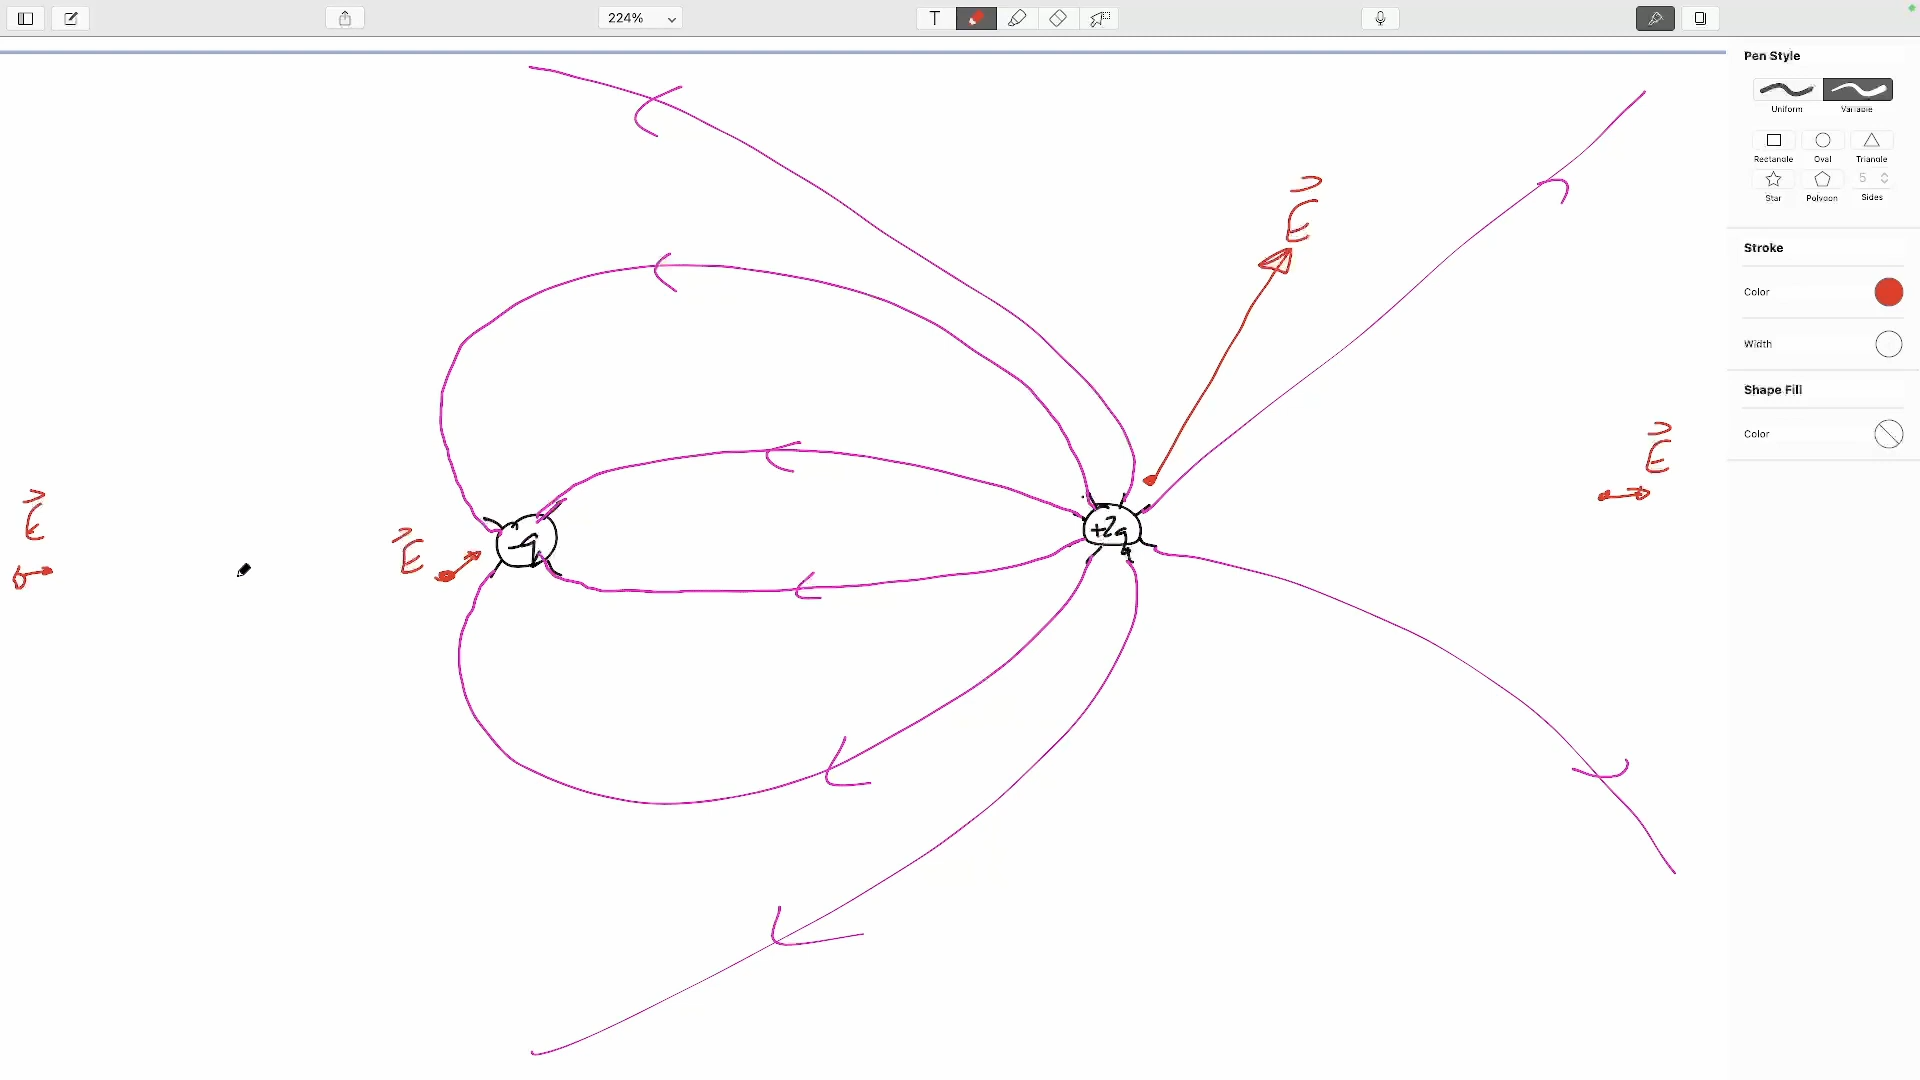 224%
T
Pen Style
Uniform
Variable
Rectangle
Oval
Triangle
5
Star
Polygon
Sides
Stroke
Color
Width
Shape Fill
Color
E
E
E
E
-q
+2q